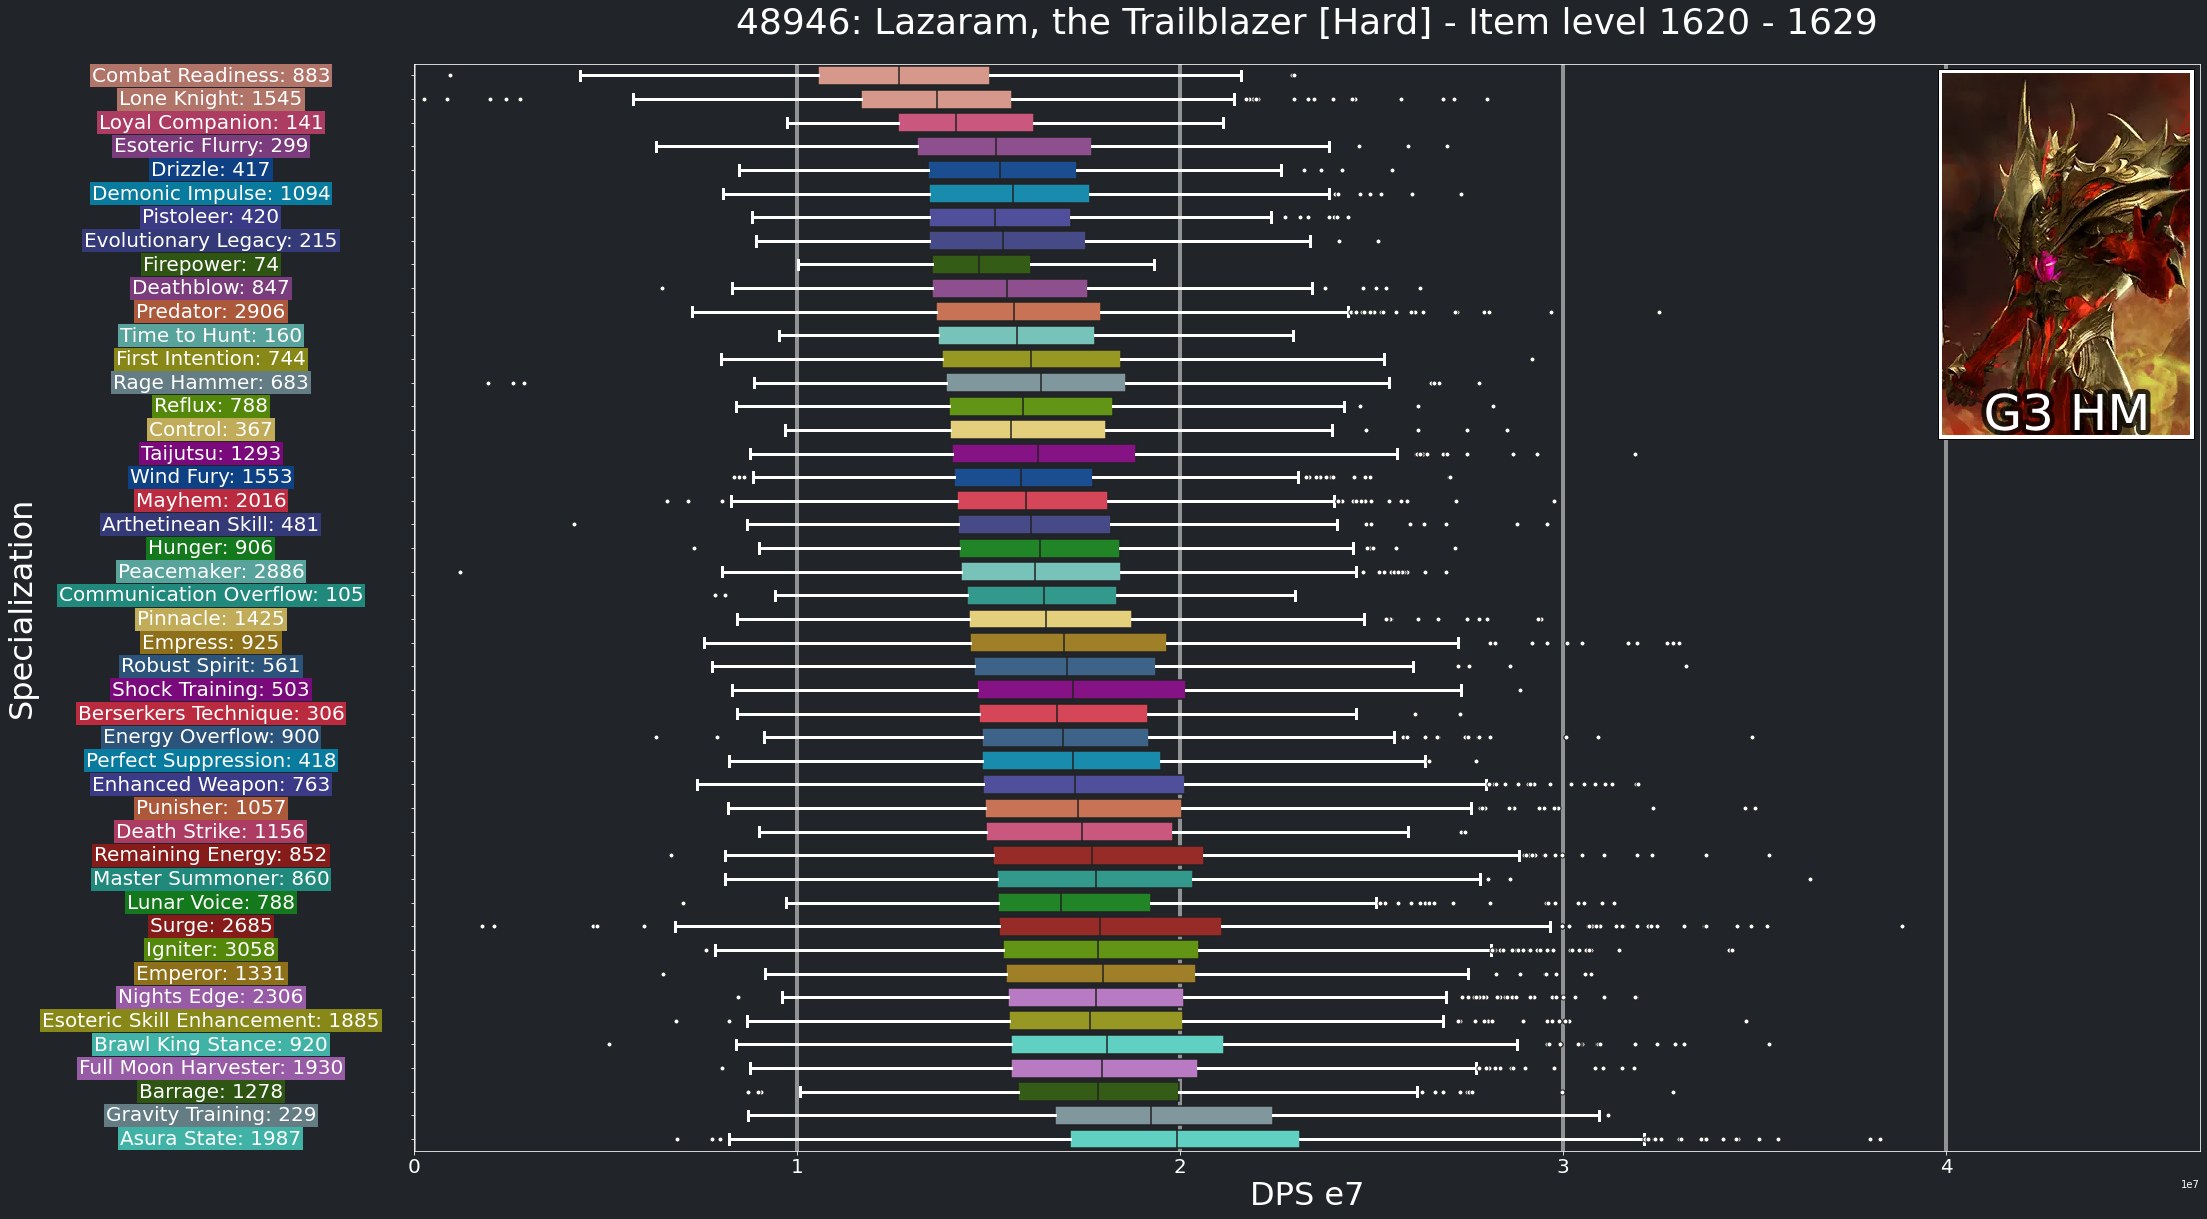 48946: Lazaram, the Trailblazer [Hard] - Item level 1620 - 1629
Combat Readiness: 883
Lone Knight: 1545
Loyal Companion: 141
Esoteric Flurry: 299
Drizzle: 417
Demonic Impulse: 1094
Pistoleer: 420
Evolutionary Legacy: 215
Firepower: 74
Deathblow: 847
Predator: 2906
Time to Hunt: 160
First Intention: 744
Rage Hammer: 683
Reflux: 788
Control: 367
Taijutsu: 1293
Wind Fury: 1553
Mayhem: 2016
Arthetinean Skill: 481
Hunger: 906
Peacemaker: 2886
Communication Overflow: 105
Pinnacle: 1425
Empress: 925
Robust Spirit: 561
Shock Training: 503
Berserkers Technique: 306
Energy Overflow: 900
Perfect Suppression: 418
Enhanced Weapon: 763
Punisher: 1057
Death Strike: 1156
Remaining Energy: 852
Master Summoner: 860
Lunar Voice: 788
Surge: 2685
Igniter: 3058
Emperor: 1331
Nights Edge: 2306
Esoteric Skill Enhancement: 1885
Brawl King Stance: 920
Full Moon Harvester: 1930
Barrage: 1278
Gravity Training: 229
Asura State: 1987
Specialization
G3 HM
0 1 2 3 4
DPS e7
1e7